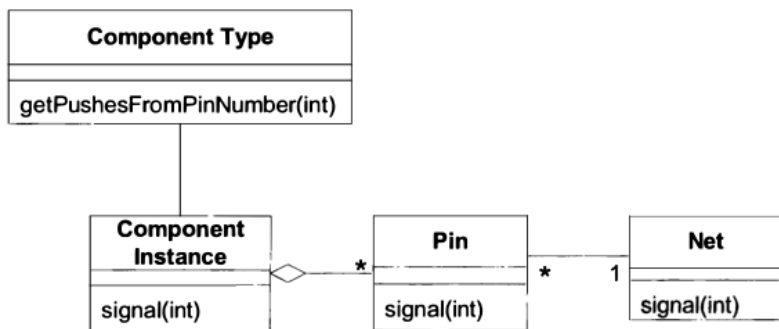 Component Type
getPushesFromPinNumber(int)
Component
Instance
signal(int)
*
Pin
signal(int)
*
1
Net
signal(int)